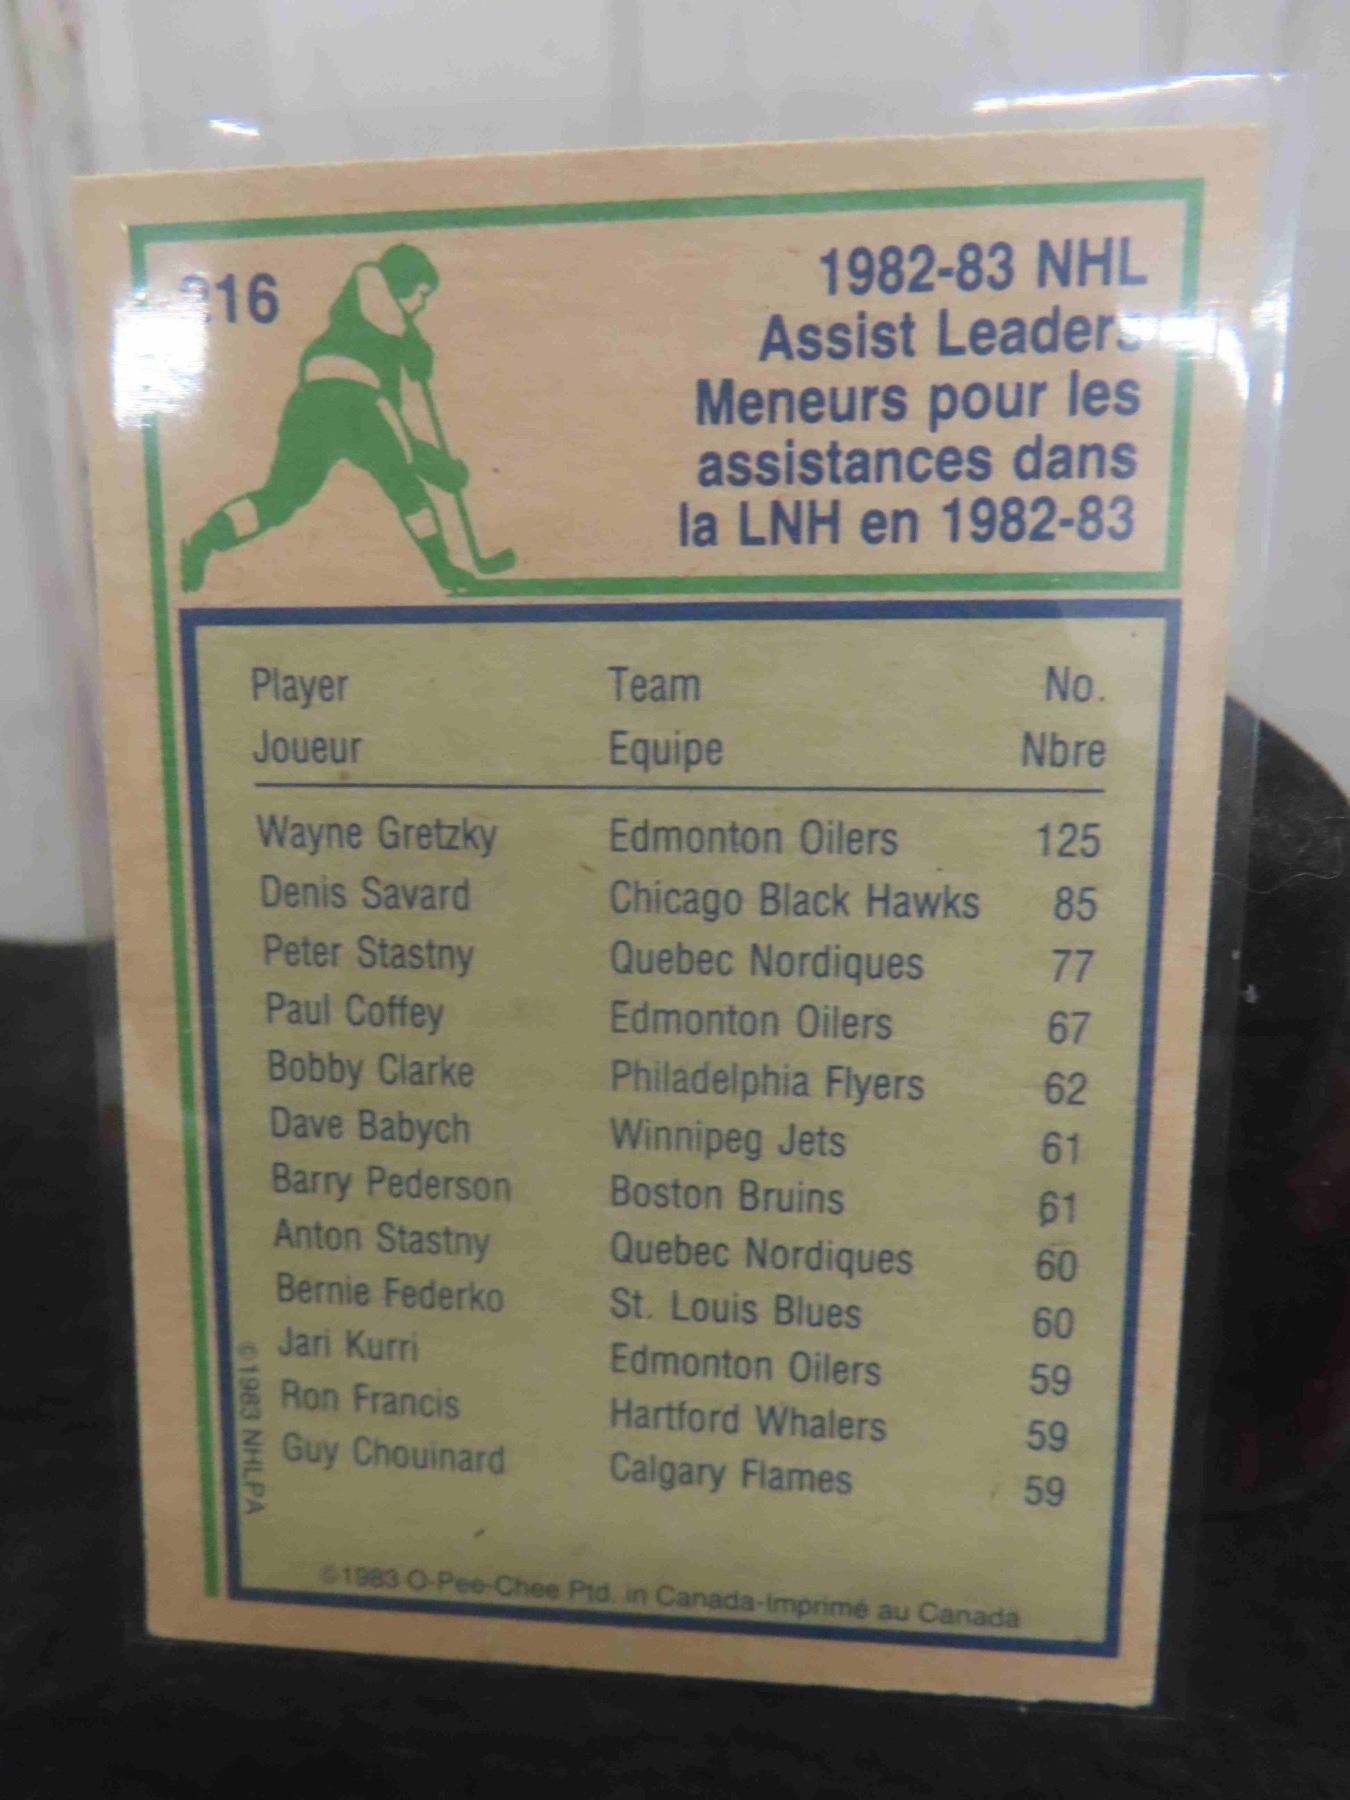 216
1982-83 NHL
Assist Leaders
Meneurs pour les
assistances dans
la LNH en 1982-83
Player Team No.
Joueur Equipe Nbre
Wayne Gretzky Edmonton Oilers 125
Denis Savard Chicago Black Hawks 85
Peter Stastny Quebec Nordiques 77
Paul Coffey Edmonton Oilers 67
Bobby Clarke Philadelphia Flyers 62
Dave Babych Winnipeg Jets 61
Barry Pederson Boston Bruins 61
Anton Stastny Quebec Nordiques 60
Bernie Federko St. Louis Blues 60
Jari Kurri Edmonton Oilers 59
Ron Francis Hartford Whalers 59
Guy Chouinard Calgary Flames 59
©1983 NHLPA
©1983 O-Pee-Chee Ptd. in Canada-Imprimé au Canada